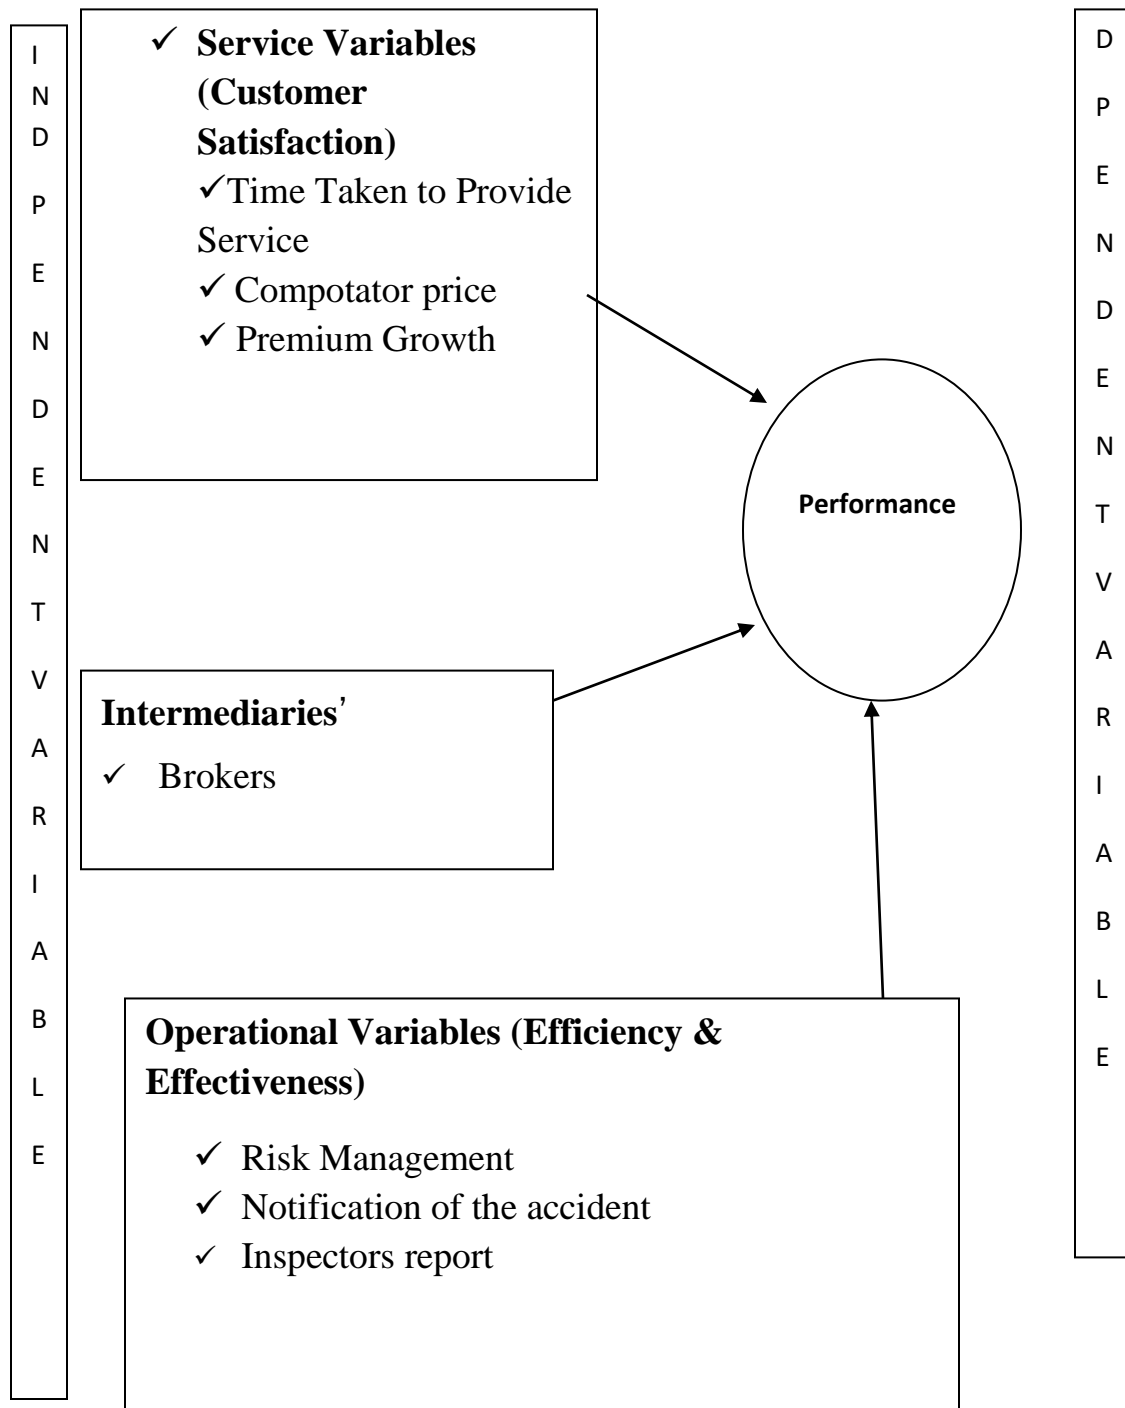 I
N
D
P
E
N
D
E
N
T
V
A
R
I
A
B
L
E
✓ Service Variables
(Customer
Satisfaction)
✓Time Taken to Provide
Service
✓ Compotator price
✓ Premium Growth
Performance
Intermediaries’
✓ Brokers
Operational Variables (Efficiency &
Effectiveness)
✓ Risk Management
✓ Notification of the accident
✓ Inspectors report
D
P
E
N
D
E
N
T
V
A
R
I
A
B
L
E